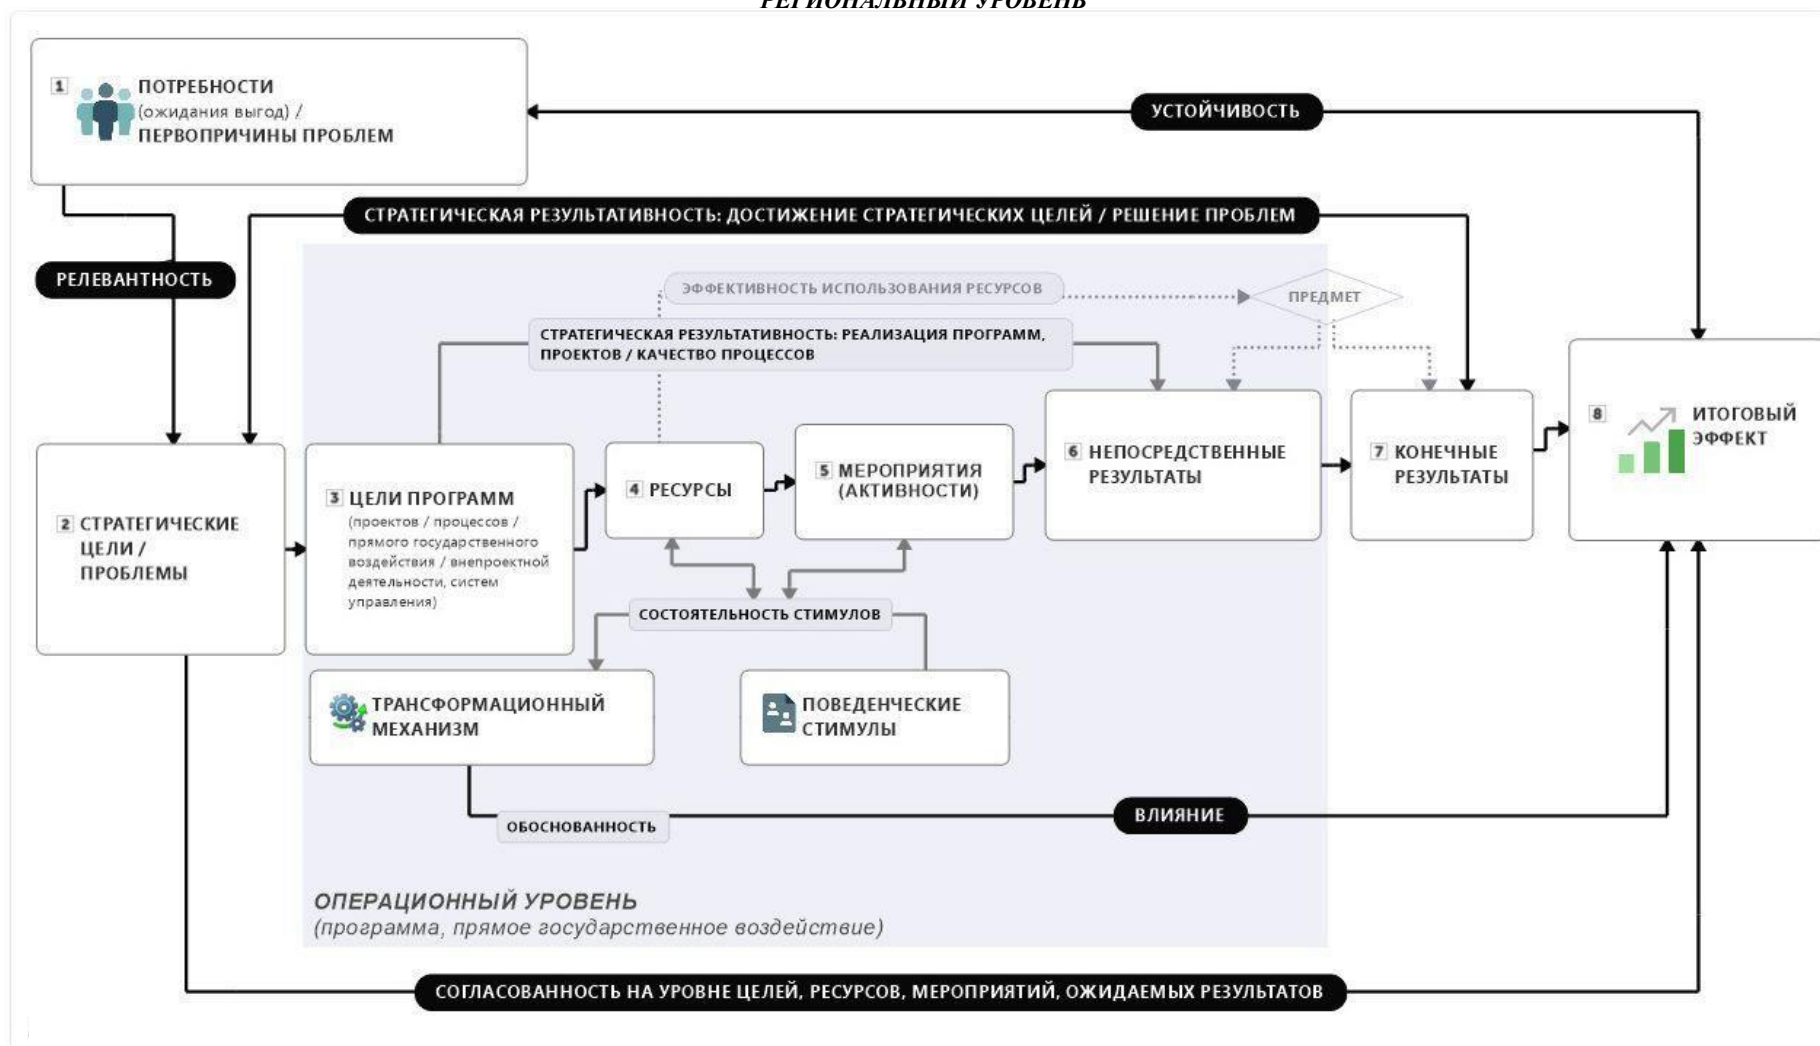 РЕГИОНАЛЬНЫЙ УРОВЕНЬ
1 ПОТРЕБНОСТИ
(ожидания выгод) /
ПЕРВОПРИЧИНЫ ПРОБЛЕМ
УСТОЙЧИВОСТЬ
СТРАТЕГИЧЕСКАЯ РЕЗУЛЬТАТИВНОСТЬ: ДОСТИЖЕНИЕ СТРАТЕГИЧЕСКИХ ЦЕЛЕЙ / РЕШЕНИЕ ПРОБЛЕМ
РЕЛЕВАНТНОСТЬ
ЭФФЕКТИВНОСТЬ ИСПОЛЬЗОВАНИЯ РЕСУРСОВ
ПРЕДМЕТ
СТРАТЕГИЧЕСКАЯ РЕЗУЛЬТАТИВНОСТЬ: РЕАЛИЗАЦИЯ ПРОГРАММ,
ПРОЕКТОВ / КАЧЕСТВО ПРОЦЕССОВ
2 СТРАТЕГИЧЕСКИЕ
ЦЕЛИ /
ПРОБЛЕМЫ
3 ЦЕЛИ ПРОГРАММ
(проектов / процессов /
прямого государственного
воздействия / внепроектной
деятельности, систем
управления)
4 РЕСУРСЫ
5 МЕРОПРИЯТИЯ
(АКТИВНОСТИ)
6 НЕПОСРЕДСТВЕННЫЕ
РЕЗУЛЬТАТЫ
7 КОНЕЧНЫЕ
РЕЗУЛЬТАТЫ
8 ИТОГОВЫЙ
ЭФФЕКТ
СОСТОЯТЕЛЬНОСТЬ СТИМУЛОВ
ТРАНСФОРМАЦИОННЫЙ
МЕХАНИЗМ
ПОВЕДЕНЧЕСКИЕ
СТИМУЛЫ
ОБОСНОВАННОСТЬ
ВЛИЯНИЕ
ОПЕРАЦИОННЫЙ УРОВЕНЬ
(программа, прямое государственное воздействие)
СОГЛАСОВАННОСТЬ НА УРОВНЕ ЦЕЛЕЙ, РЕСУРСОВ, МЕРОПРИЯТИЙ, ОЖИДАЕМЫХ РЕЗУЛЬТАТОВ